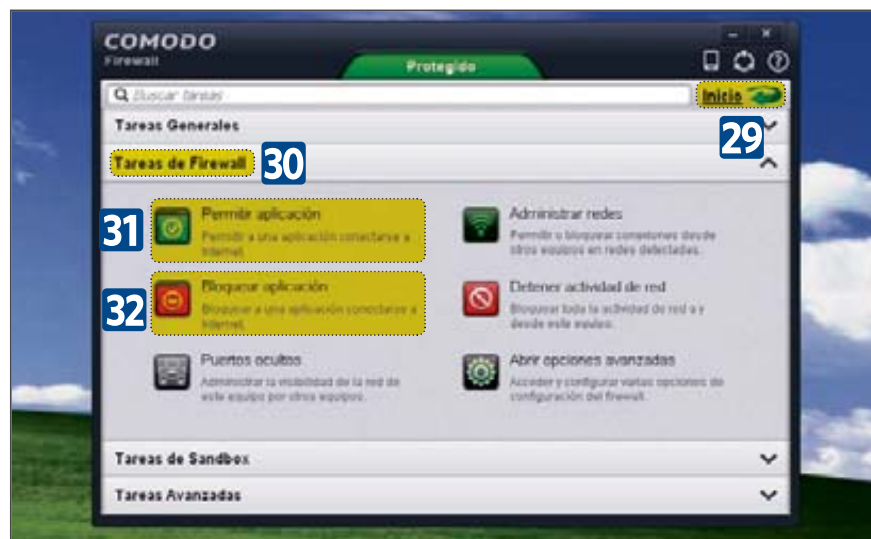 COMODO
Firewall
Protegido
Buscar tareas
Inicio
29
Tareas Generales
Tareas de Firewall
30
31
Permitir aplicación
Permitir a una aplicación conectarse a
Internet.
Administrar redes
Permitir o bloquear conexiones desde
otros equipos en redes detectadas.
32
Bloquear aplicación
Bloquear a una aplicación conectarse a
Internet.
Detener actividad de red
Bloquear toda la actividad de red a y
desde este equipo.
Puertos ocultos
Administrar la visibilidad de la red de
este equipo por otros equipos.
Abrir opciones avanzadas
Acceder y configurar varias opciones de
configuración del firewall.
Tareas de Sandbox
Tareas Avanzadas